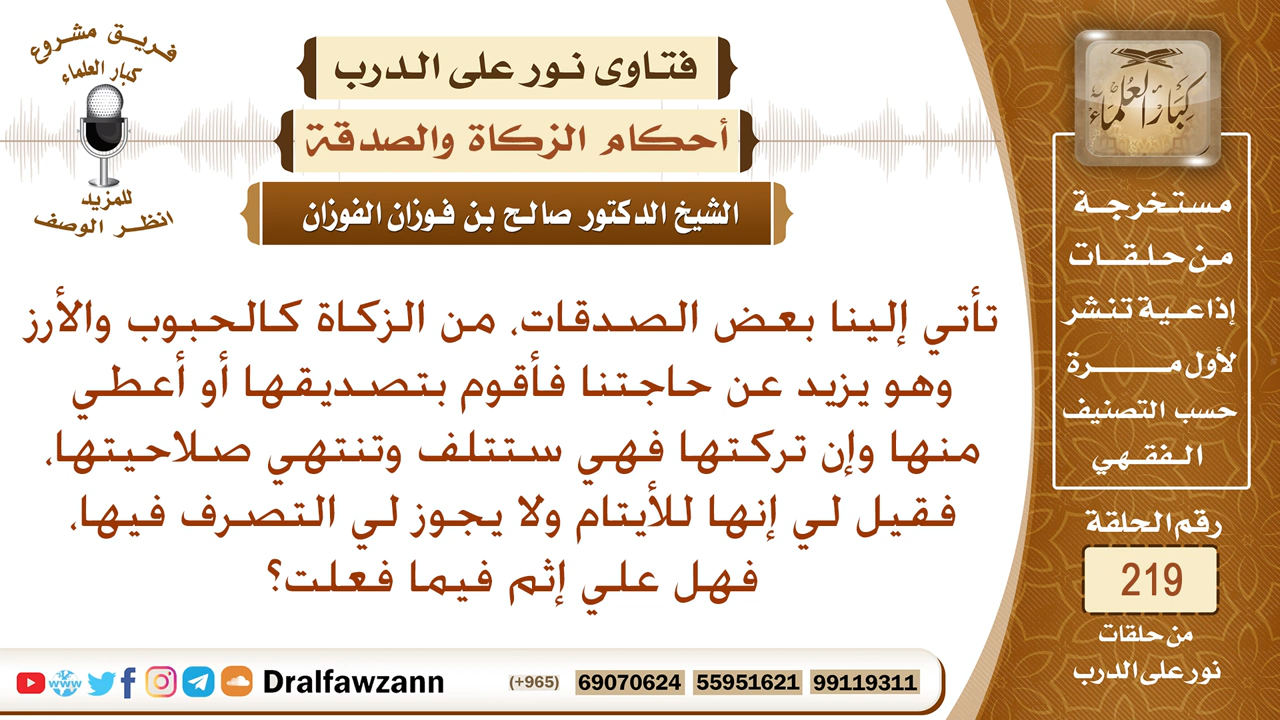 فريق مشروع
كبار العلماء
للمزيد
انظر الوصف
فتاوى نور على الدرب
أحكام الزكاة والصدقة
الشيخ الدكتور صالح بن فوزان الفوزان
تأتي إلينا بعض الصدقات، من الزكاة كالحبوب والأرز
وهو يزيد عن حاجتنا فأقوم بتصديقها أو أعطي
منها وإن تركتها فهي ستتلف وتنتهي صلاحيتها،
فقيل لي إنها للأيتام ولا يجوز لي التصرف فيها،
فهل علي إثم فيما فعلت؟
كبار العلماء
مستخرجة
من حلقات
إذاعية تنشر
لأول مرة
حسب التصنيف
الفقهي
رقم الحلقة
219
من حلقات
نور على الدرب
www Dralfawzann (+965) 69070624 55951621 99119311